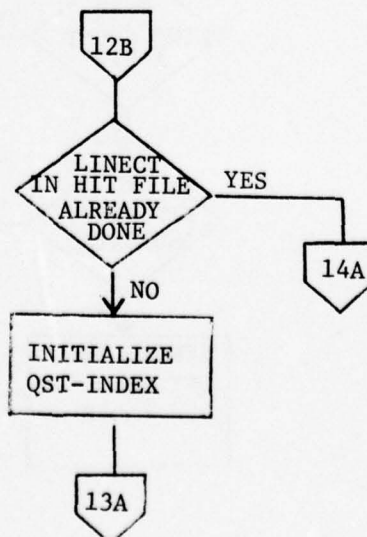 12B
LINECT
IN HIT FILE
ALREADY
DONE
YES
14A
NO
INITIALIZE
QST-INDEX
13A